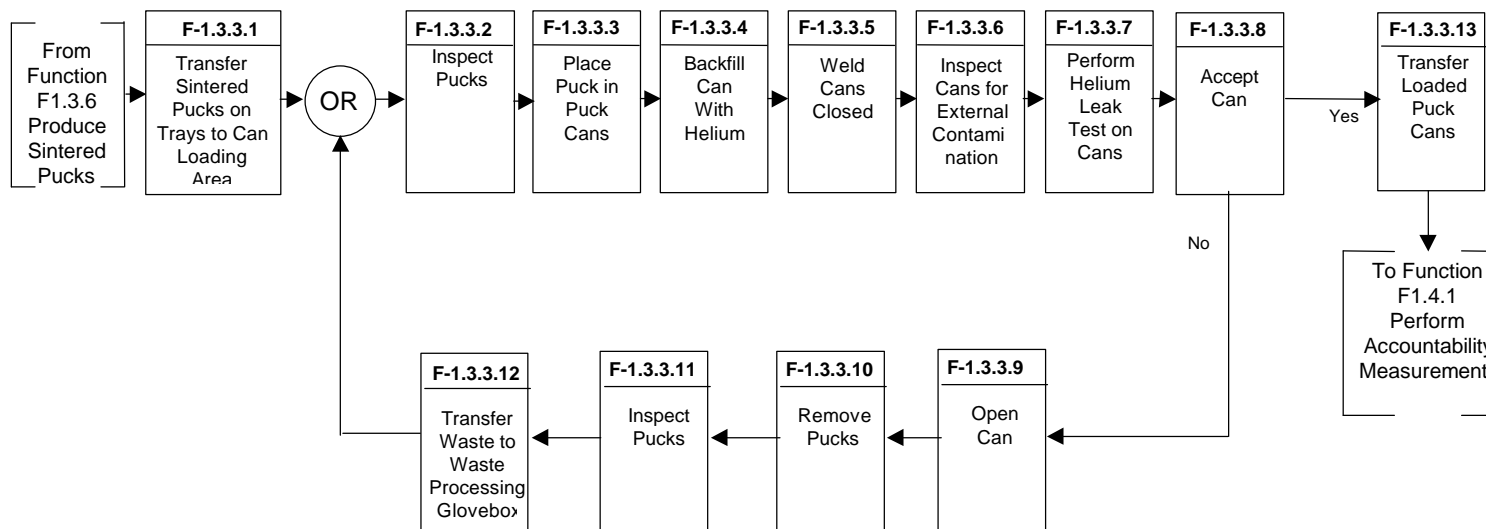 From
Function
F1.3.6
Produce
Sintered
Pucks
F-1.3.3.1
Transfer
Sintered
Pucks on
Trays to Can
Loading
Area
OR
F-1.3.3.2
Inspect
Pucks
F-1.3.3.3
Place
Puck in
Puck
Cans
F-1.3.3.4
Backfill
Can
With
Helium
F-1.3.3.5
Weld
Cans
Closed
F-1.3.3.6
Inspect
Cans for
External
Contami
nation
F-1.3.3.7
Perform
Helium
Leak
Test on
Cans
F-1.3.3.8
Accept
Can
Yes
No
F-1.3.3.13
Transfer
Loaded
Puck
Cans
To Function
F1.4.1
Perform
Accountability
Measurement
F-1.3.3.12
Transfer
Waste to
Waste
Processing
Glovebox
F-1.3.3.11
Inspect
Pucks
F-1.3.3.10
Remove
Pucks
F-1.3.3.9
Open
Can